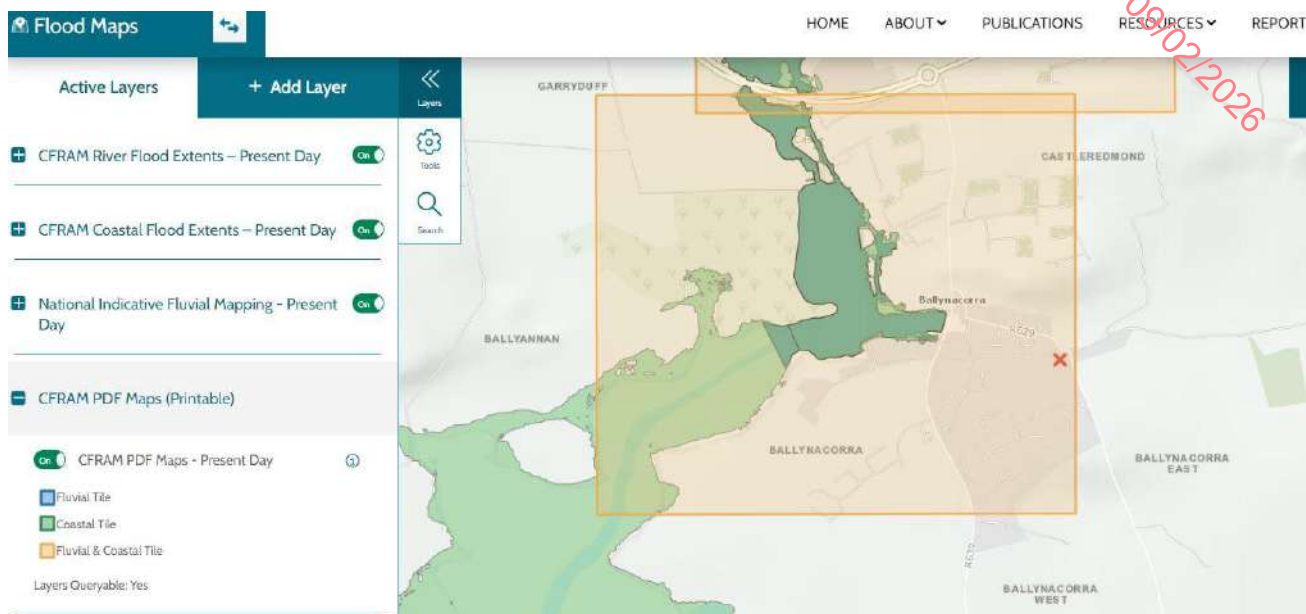 Flood Maps
HOME
ABOUT
PUBLICATIONS
RESOURCES
REPORT
09/02/2026
Active Layers
+ Add Layer
Layers
Tools
Search
CFRAM River Flood Extents – Present Day
On
CFRAM Coastal Flood Extents – Present Day
On
National Indicative Fluvial Mapping - Present
Day
On
CFRAM PDF Maps (Printable)
On
CFRAM PDF Maps - Present Day
Fluvial Tile
Coastal Tile
Fluvial & Coastal Tile
Layers Queryable: Yes
GARRYDUFF
CASTLEREDMOND
Ballynacorra
R629
BALLYANNAN
BALLYNACORRA
BALLYNACORRA
EAST
R630
BALLYNACORRA
WEST